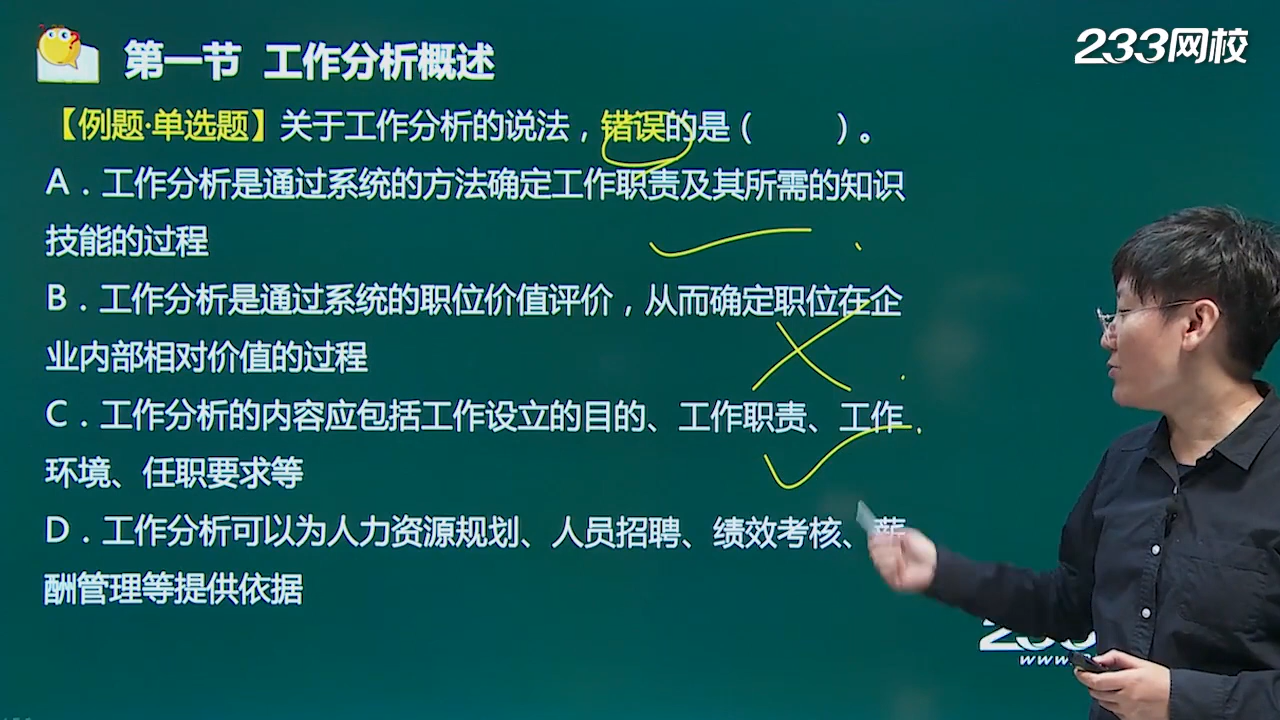 233网校
第一节 工作分析概述
【例题·单选题】关于工作分析的说法，错误的是（ ）。
A．工作分析是通过系统的方法确定工作职责及其所需的知识
技能的过程
B．工作分析是通过系统的职位价值评价，从而确定职位在企
业内部相对价值的过程
C．工作分析的内容应包括工作设立的目的、工作职责、工作
环境、任职要求等
D．工作分析可以为人力资源规划、人员招聘、绩效考核、薪
酬管理等提供依据
233
www.